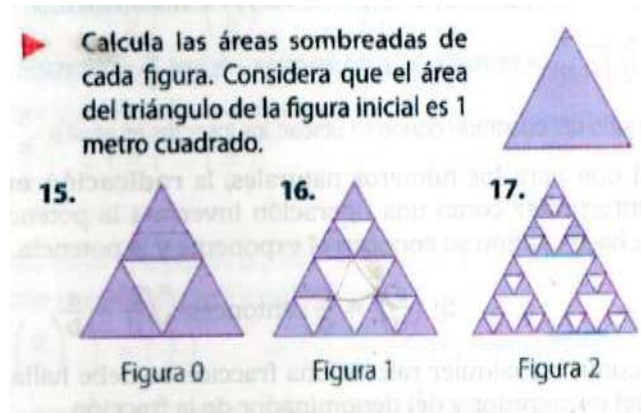 Calcula las áreas sombreadas de
cada figura. Considera que el área
del triángulo de la figura inicial es 1
metro cuadrado.
15.
16.
17.
Figura 0
Figura 1
Figura 2